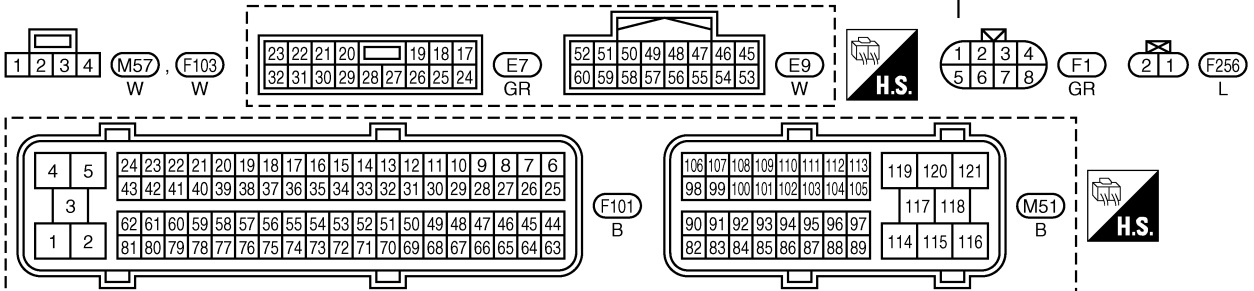 1 2 3 4 M57 W , F103 W
23 22 21 20 19 18 17
32 31 30 29 28 27 26 25 24
E7
GR
52 51 50 49 48 47 46 45
60 59 58 57 56 55 54 53
E9
W
H.S.
1 2 3 4
5 6 7 8
F1
GR
2 1
F256
L
4 5
3
1 2
24 23 22 21 20 19 18 17 16 15 14 13 12 11 10 9 8 7 6
43 42 41 40 39 38 37 36 35 34 33 32 31 30 29 28 27 26 25
62 61 60 59 58 57 56 55 54 53 52 51 50 49 48 47 46 45 44
81 80 79 78 77 76 75 74 73 72 71 70 69 68 67 66 65 64 63
F101
B
106 107 108 109 110 111 112 113
98 99 100 101 102 103 104 105
90 91 92 93 94 95 96 97
82 83 84 85 86 87 88 89
119 120 121
117 118
114 115 116
M51
B
H.S.